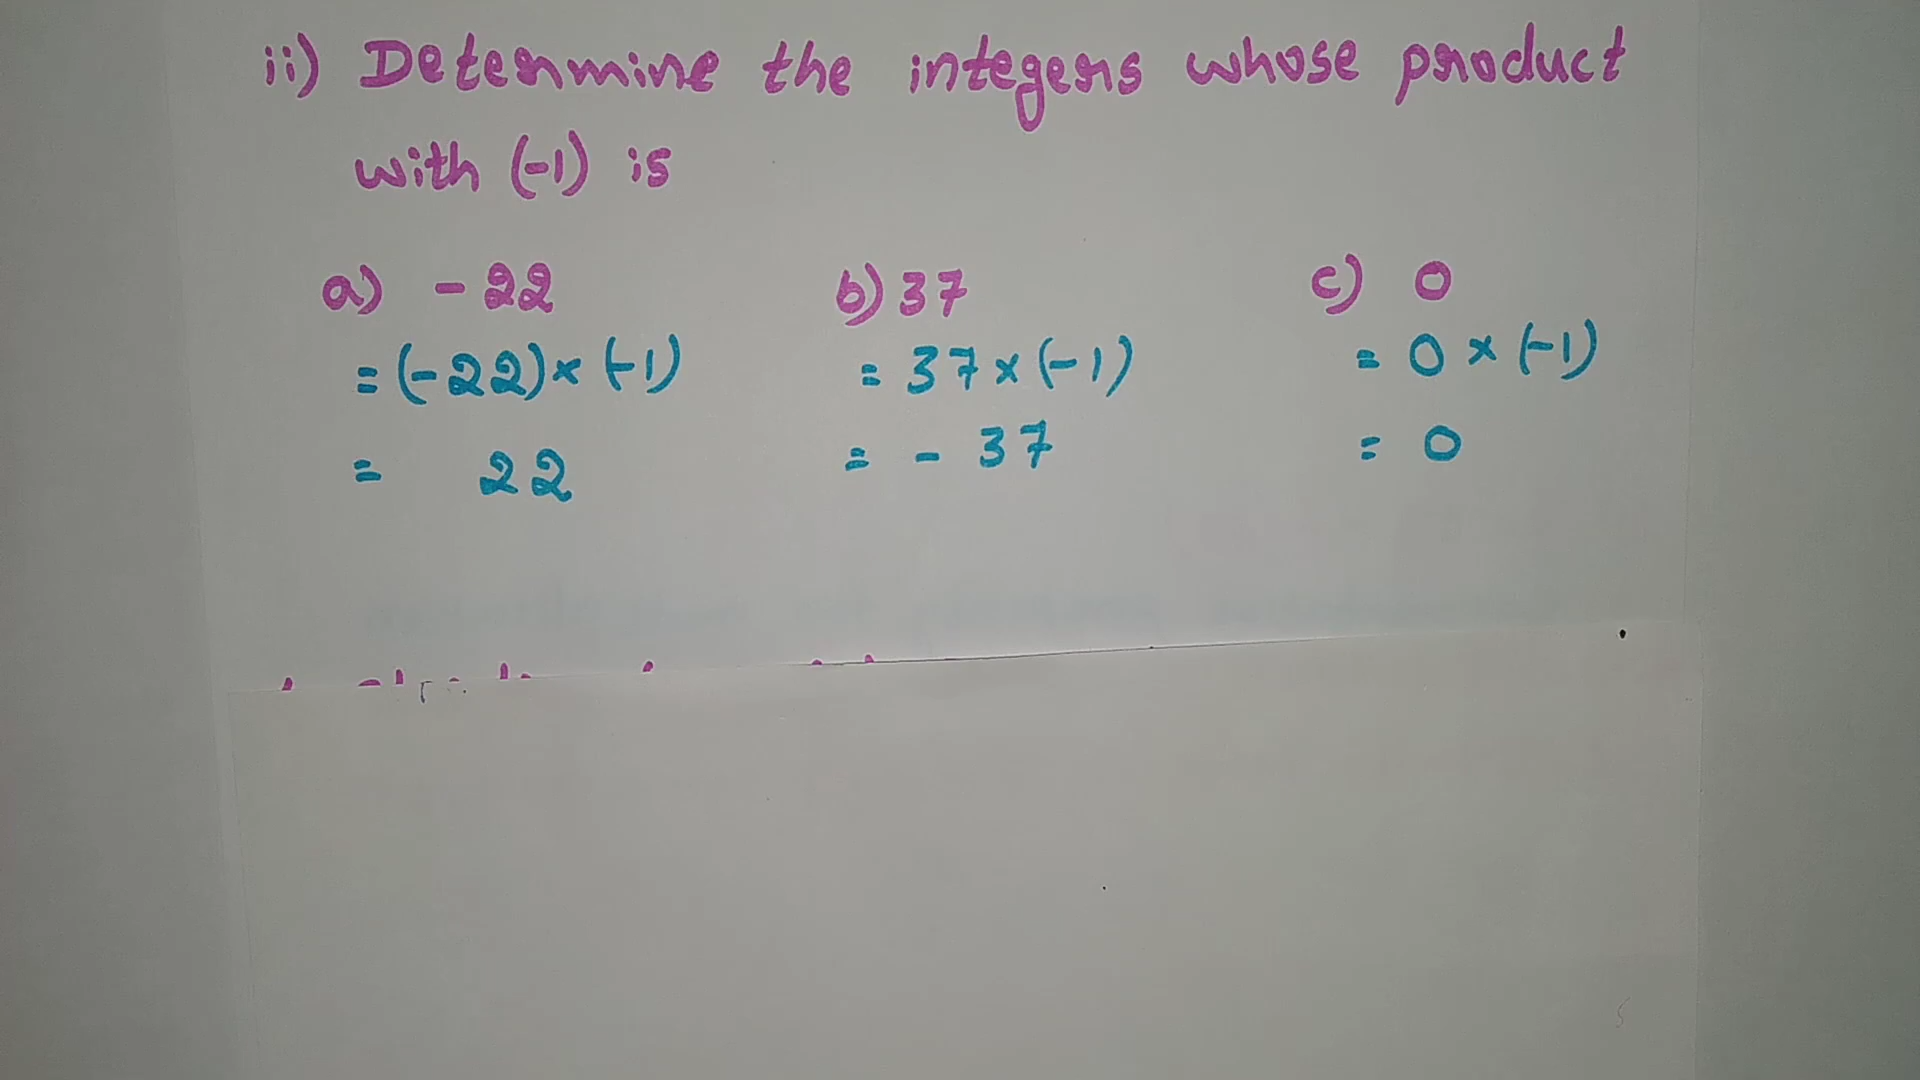 ii) Determine the integers whose product
with (-1) is
a) - 22
= (-22) × (-1)
= 22
b) 37
= 37 × (-1)
= - 37
c) 0
= 0 × (-1)
= 0